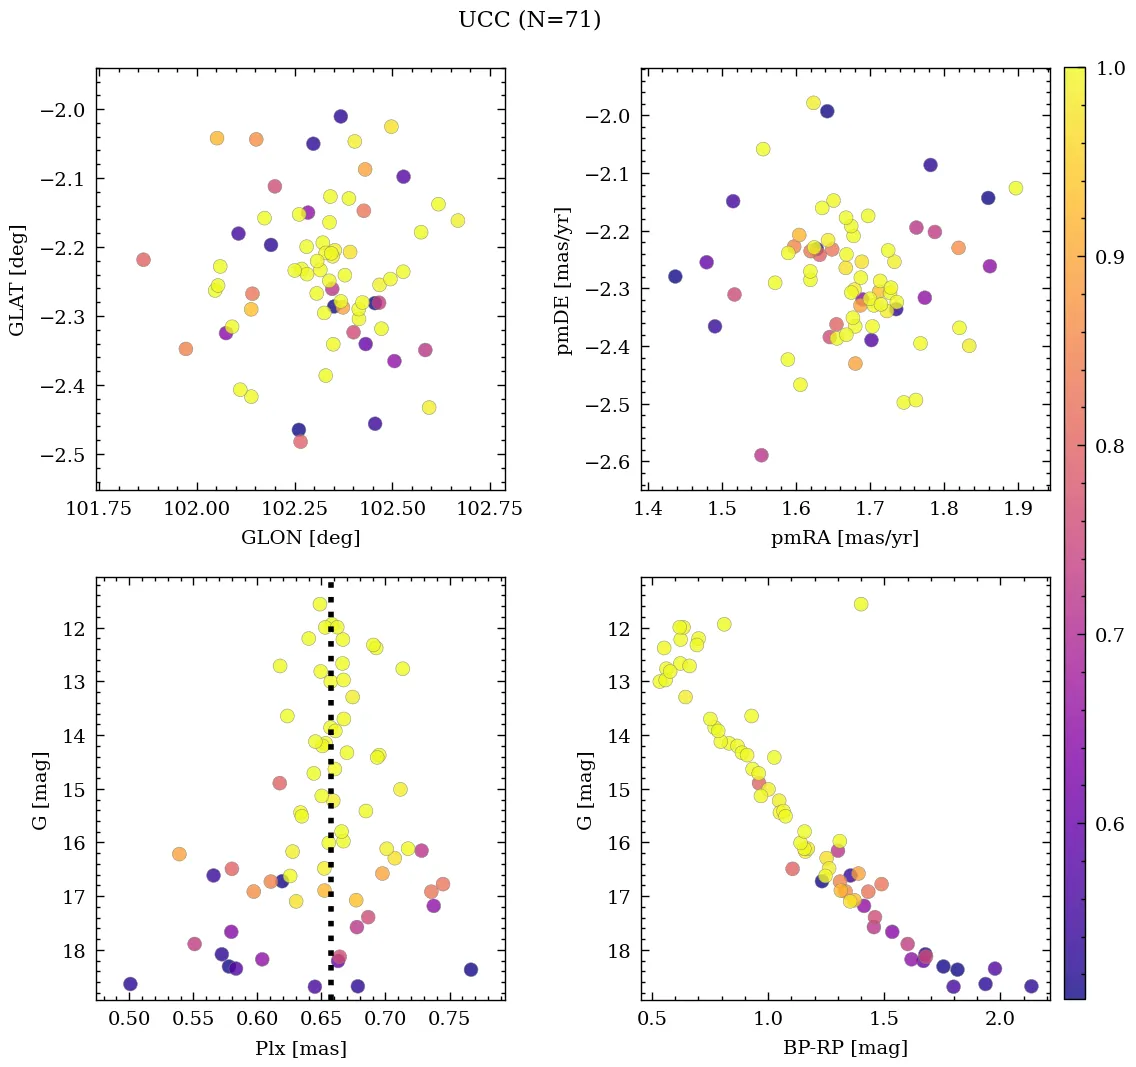 UCC (N=71)
−2.0
−2.1
−2.2
−2.3
−2.4
−2.5
GLAT [deg]
101.75 102.00 102.25 102.50 102.75
GLON [deg]
−2.0
−2.1
−2.2
−2.3
−2.4
−2.5
−2.6
pmDE [mas/yr]
1.4 1.5 1.6 1.7 1.8 1.9
pmRA [mas/yr]
1.0
0.9
0.8
0.7
0.6
12
13
14
15
16
17
18
G [mag]
0.50 0.55 0.60 0.65 0.70 0.75
Plx [mas]
12
13
14
15
16
17
18
G [mag]
0.5 1.0 1.5 2.0
BP-RP [mag]